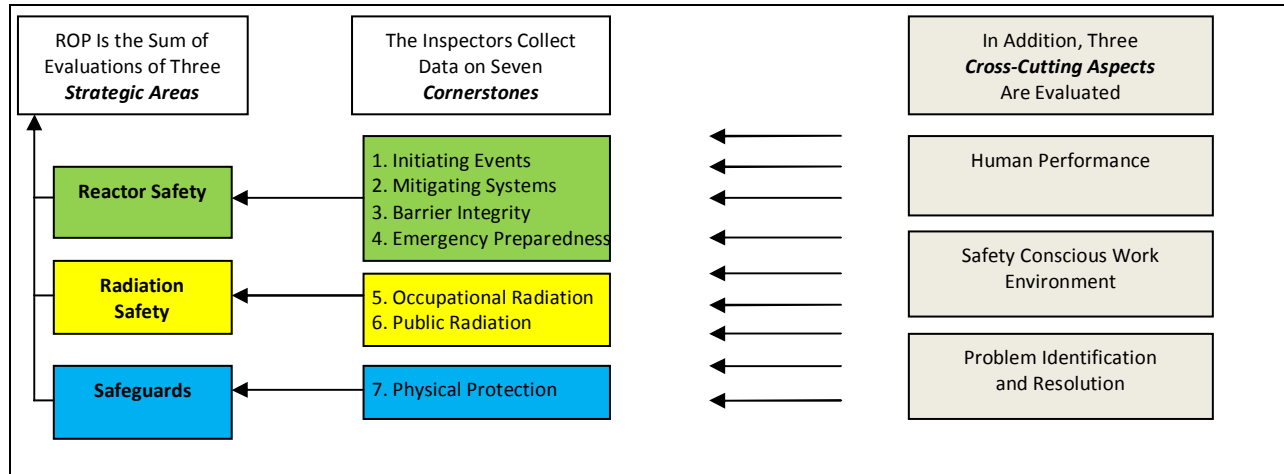 ROP Is the Sum of
Evaluations of Three
Strategic Areas
The Inspectors Collect
Data on Seven
Cornerstones
In Addition, Three
Cross-Cutting Aspects
Are Evaluated
Reactor Safety
1. Initiating Events
2. Mitigating Systems
3. Barrier Integrity
4. Emergency Preparedness
Human Performance
Safety Conscious Work
Environment
Radiation
Safety
5. Occupational Radiation
6. Public Radiation
Problem Identification
and Resolution
Safeguards
7. Physical Protection